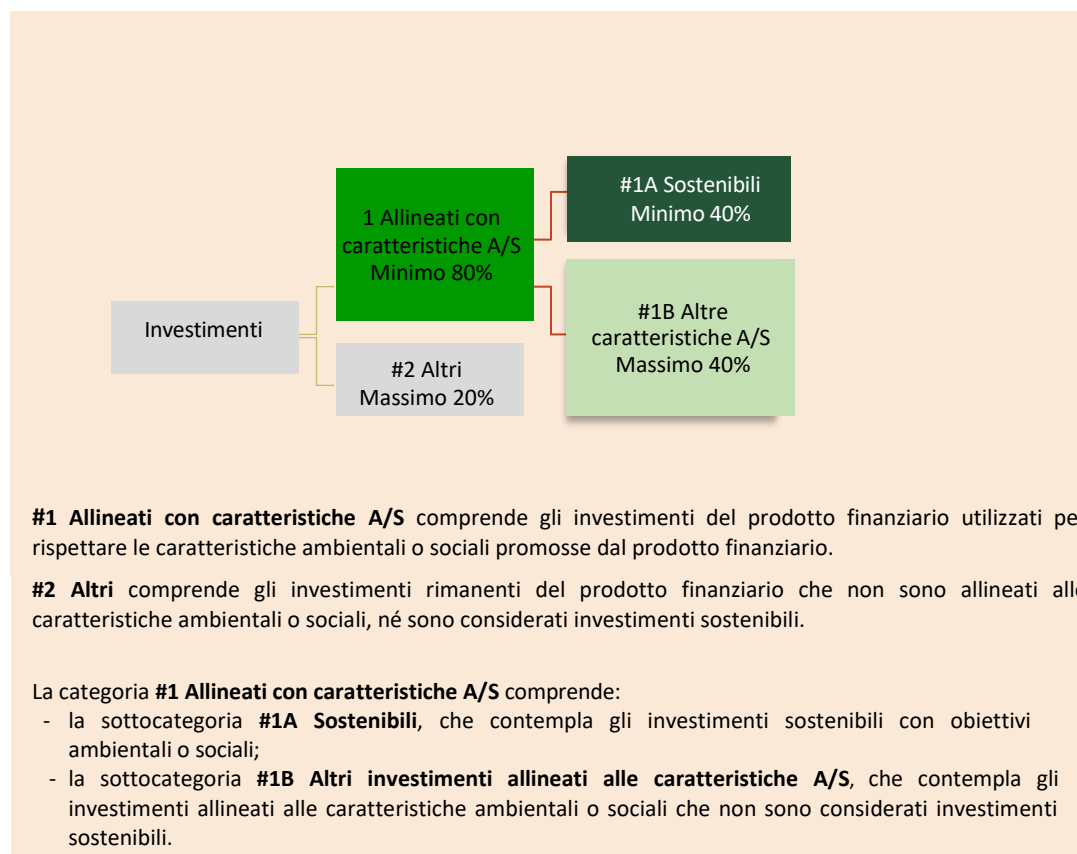 #1A Sostenibili
Minimo 40%
1 Allineati con
caratteristiche A/S
Minimo 80%
#1B Altre
caratteristiche A/S
Massimo 40%
Investimenti
#2 Altri
Massimo 20%
#1 Allineati con caratteristiche A/S comprende gli investimenti del prodotto finanziario utilizzati pe
rispettare le caratteristiche ambientali o sociali promosse dal prodotto finanziario.
#2 Altri comprende gli investimenti rimanenti del prodotto finanziario che non sono allineati all
caratteristiche ambientali o sociali, né sono considerati investimenti sostenibili.
La categoria #1 Allineati con caratteristiche A/S comprende:
- la sottocategoria #1A Sostenibili, che contempla gli investimenti sostenibili con obiettivi
ambientali o sociali;
- la sottocategoria #1B Altri investimenti allineati alle caratteristiche A/S, che contempla gli
investimenti allineati alle caratteristiche ambientali o sociali che non sono considerati investimenti
sostenibili.